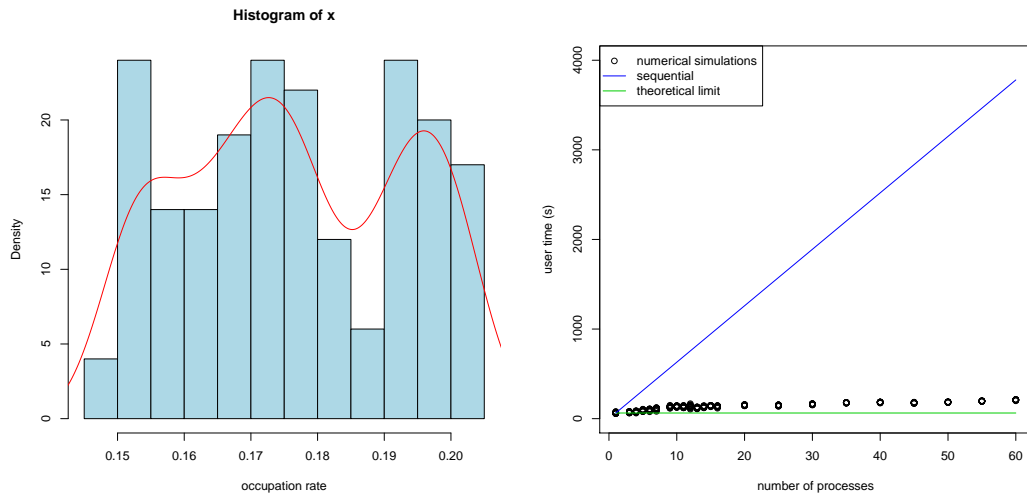 Histogram of x
Density
0
5
10
15
20
0.15 0.16 0.17 0.18 0.19 0.20
occupation rate
numerical simulations
sequential
theoretical limit
user time (s)
0
1000
2000
3000
4000
0 10 20 30 40 50 60
number of processes